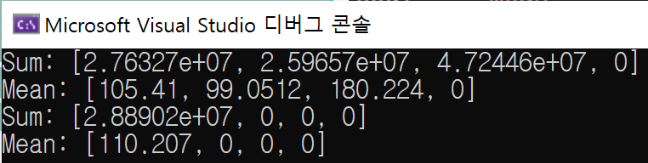 Microsoft Visual Studio 디버그 콘솔
Sum: [2.76327e+07, 2.59657e+07, 4.72446e+07, 0]
Mean: [105.41, 99.0512, 180.224, 0]
Sum: [2.88902e+07, 0, 0, 0]
Mean: [110.207, 0, 0, 0]